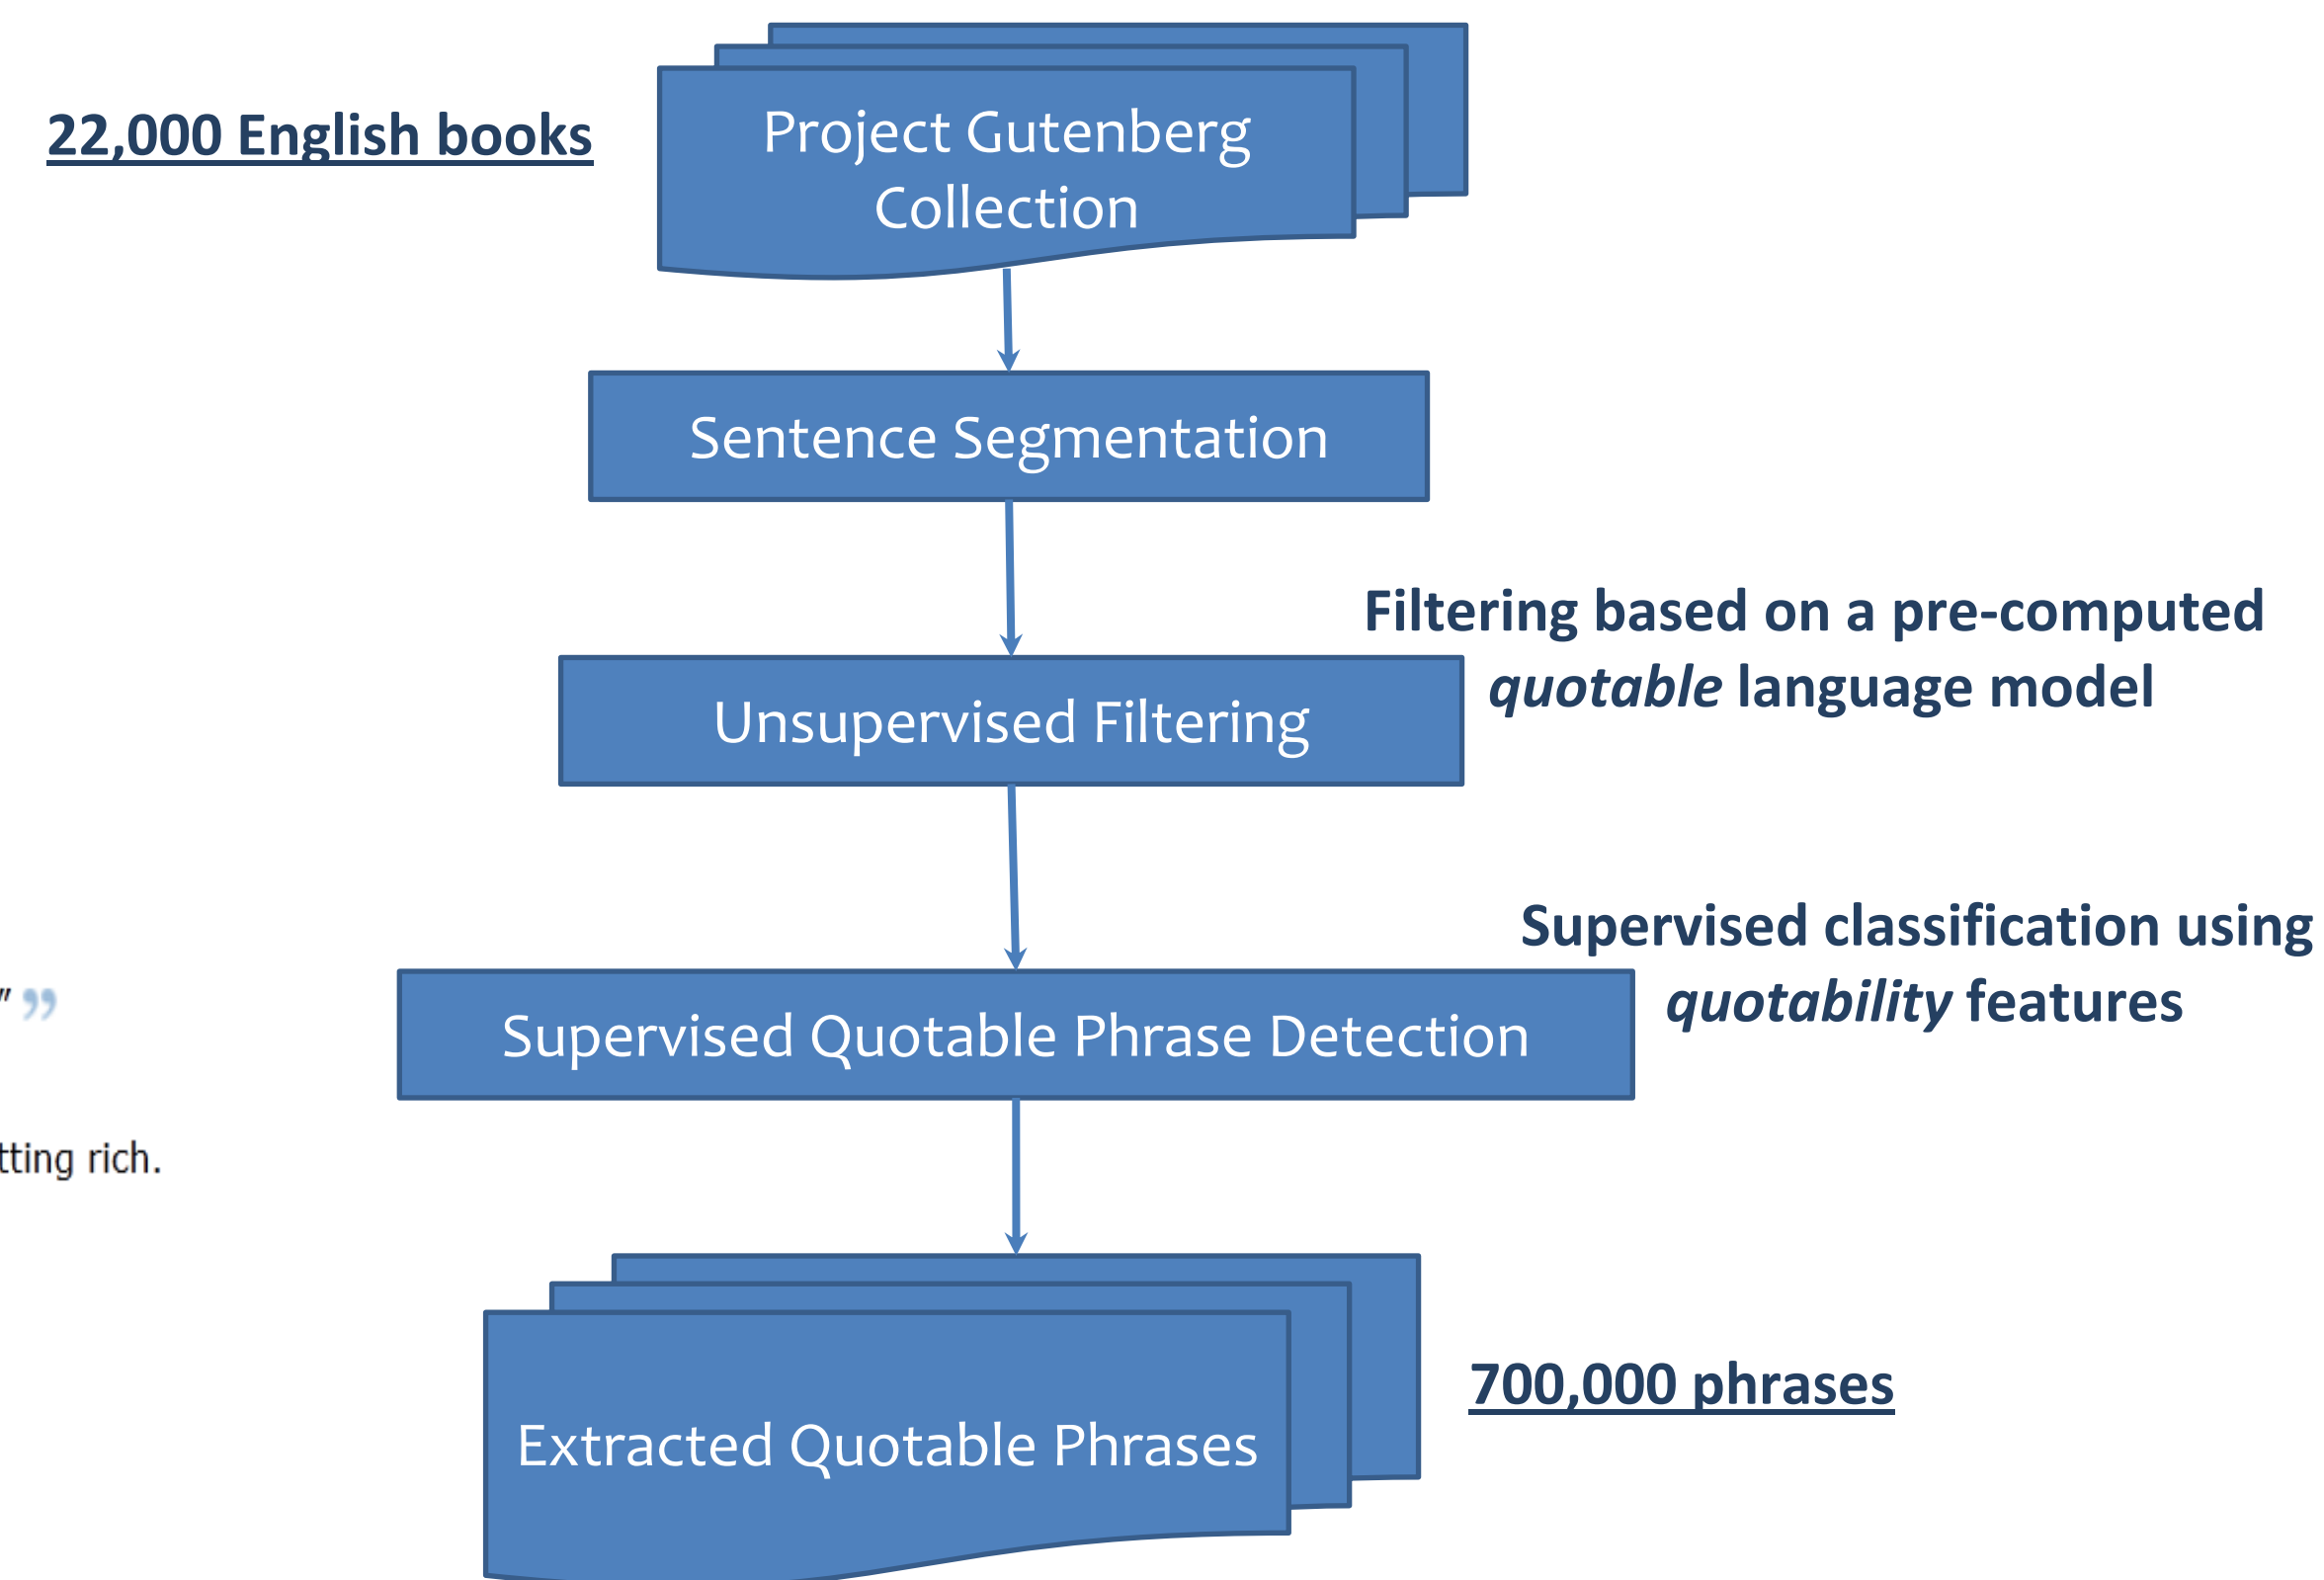 22,000 English books
Project Gutenberg
Collection
Sentence Segmentation
Filtering based on a pre-computed
quotable language model
Unsupervised Filtering
Supervised classification using
quotability features
" ”
Supervised Quotable Phrase Detection
rich.
700,000 phrases
Extracted Quotable Phrases